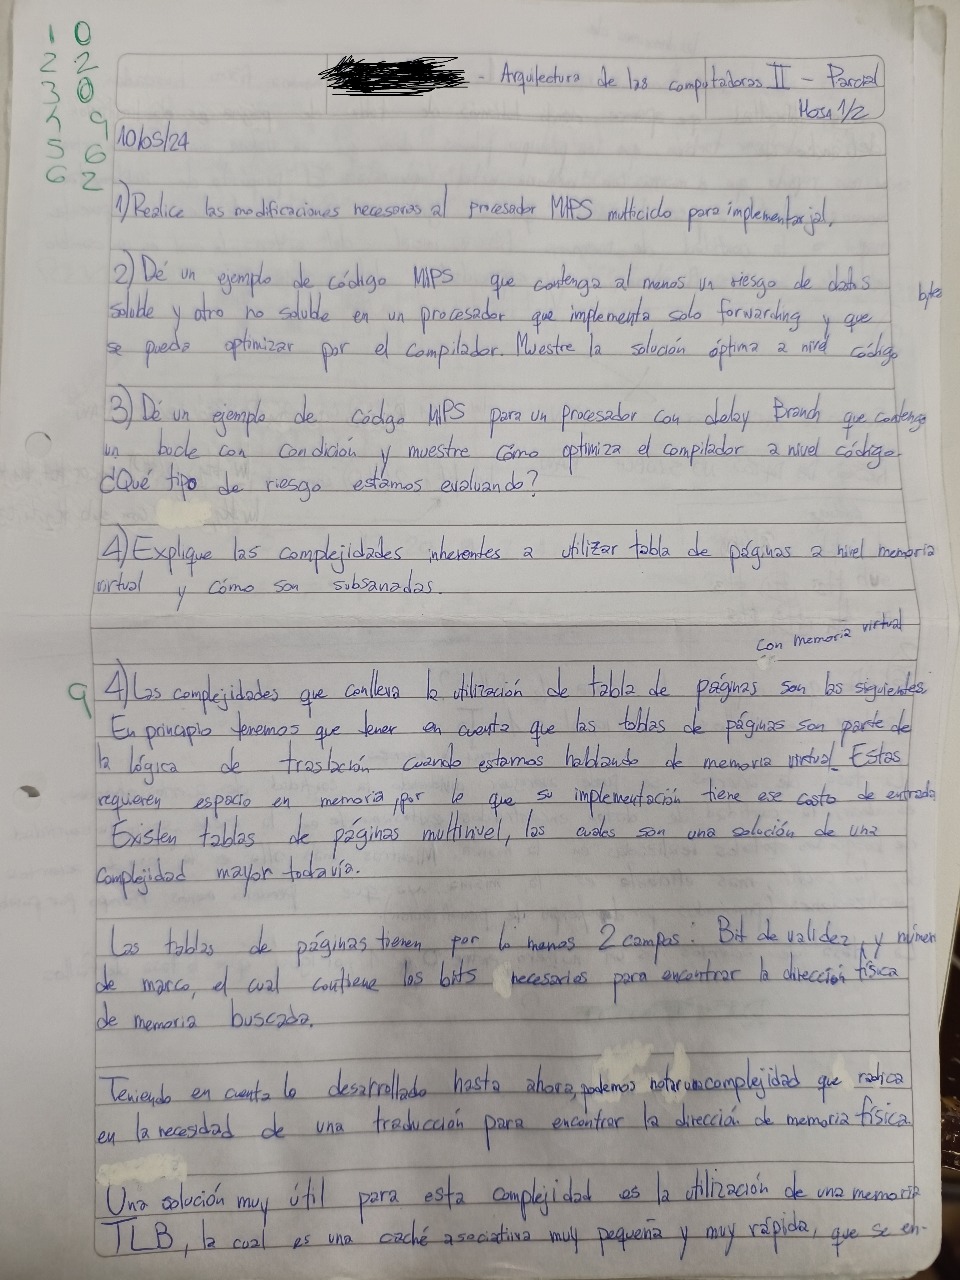 1 0
2 2
3 0
4 9
5 6
6 2
- Arquitectura de las computadoras II - Parcial
Hoja 1/2
10/05/24
1) Realice las modificaciones necesarias al procesador MIPS multiciclo para implementar jal.
2) Dé un ejemplo de código MIPS que contenga al menos un riesgo de datos
soluble y otro no soluble en un procesador que implementa solo forwarding y que
se pueda optimizar por el compilador. Muestre la solución óptima a nivel código
3) Dé un ejemplo de código MIPS para un procesador con delay Branch que contenga
un bucle con condición y muestre cómo optimiza el compilador a nivel código.
¿Qué tipo de riesgo estamos evaluando?
4) Explique las complejidades inherentes a utilizar tabla de páginas a nivel memoria
virtual y cómo son subsanadas.
con memoria virtual
9 4) Las complejidades que conlleva la utilización de tabla de páginas son las siguientes.
En principio tenemos que tener en cuenta que las tablas de páginas son parte de
la lógica de traslación cuando estamos hablando de memoria virtual. Estas
requieren espacio en memoria, por lo que su implementación tiene ese costo de entrada
Existen tablas de páginas multinivel, las cuales son una solución de una
complejidad mayor todavía.
Las tablas de páginas tienen por lo menos 2 campos: Bit de validez, y número
de marco, el cual contiene los bits necesarios para encontrar la dirección física
de memoria buscada.
Teniendo en cuenta lo desarrollado hasta ahora, podemos notar una complejidad que radica
en la necesidad de una traducción para encontrar la dirección de memoria física.
Una solución muy útil para esta complejidad es la utilización de una memoria
TLB, la cual es una caché asociativa muy pequeña y muy rápida, que se en-